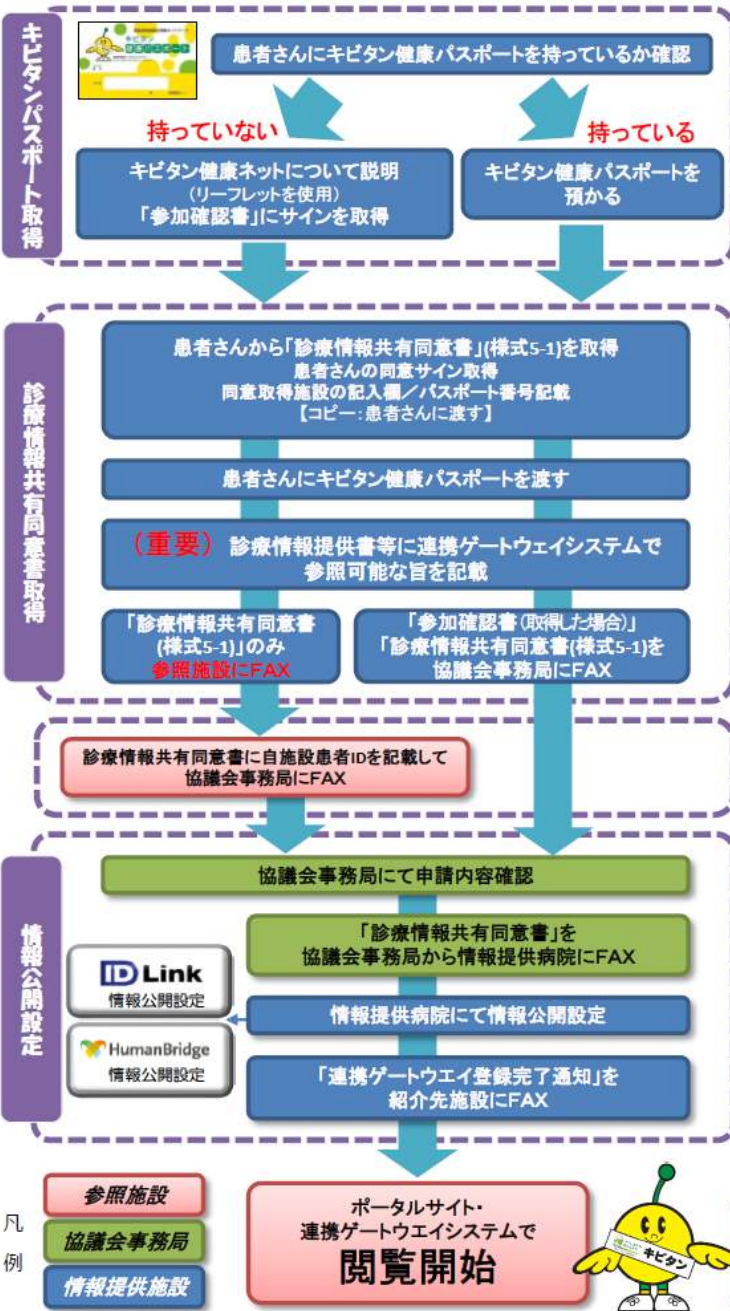 キビタンパスポート取得
キビタン
健康パスポート
患者さんにキビタン健康パスポートを持っているか確認
持っていない
持っている
キビタン健康ネットについて説明
(リーフレットを使用)
「参加確認書」にサインを取得
キビタン健康パスポートを
預かる
診療情報共有同意書取得
患者さんから「診療情報共有同意書」(様式5-1)を取得
患者さんの同意サイン取得
同意取得施設の記入欄/パスポート番号記載
【コピー:患者さんに渡す】
患者さんにキビタン健康パスポートを渡す
(重要) 診療情報提供書等に連携ゲートウェイシステムで
参照可能な旨を記載
「診療情報共有同意書
(様式5-1)」のみ
参照施設にFAX
「参加確認書(取得した場合)」
「診療情報共有同意書(様式5-1)を
協議会事務局にFAX
診療情報共有同意書に自施設患者IDを記載して
協議会事務局にFAX
情報公開設定
協議会事務局にて申請内容確認
「診療情報共有同意書」を
協議会事務局から情報提供病院にFAX
ID Link
情報公開設定
情報提供病院にて情報公開設定
HumanBridge
情報公開設定
「連携ゲートウエイ登録完了通知」を
紹介先施設にFAX
凡例
参照施設
協議会事務局
情報提供施設
ポータルサイト・
連携ゲートウエイシステムで
閲覧開始
キビタン